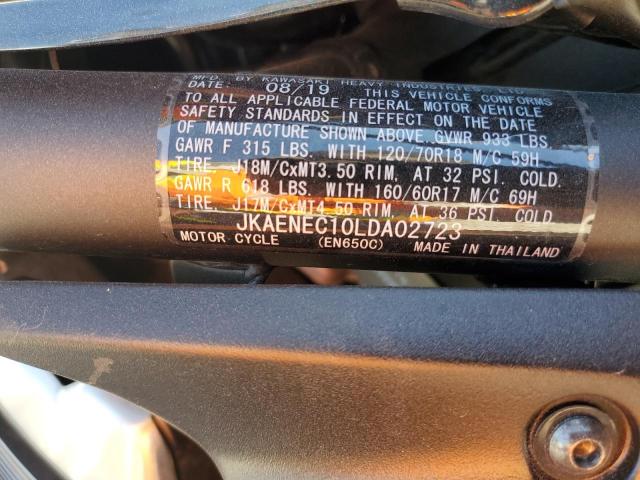 MFD. BY KAWASAKI HEAVY INDUSTRIES, LTD.
DATE: 08/19 THIS VEHICLE CONFORMS
TO ALL APPLICABLE FEDERAL MOTOR VEHICLE
SAFETY STANDARDS IN EFFECT ON THE DATE
OF MANUFACTURE SHOWN ABOVE.GVWR 933 LBS.
GAWR F 315 LBS. WITH 120/70R18 M/C 59H
TIRE. J18M/CxMT3.50 RIM, AT 32 PSI. COLD.
GAWR R 618 LBS. WITH 160/60R17 M/C 69H
TIRE. J17M/CxMT4.50 RIM, AT 36 PSI. COLD.
JKAENEC10LDA02723
MOTOR CYCLE (EN650C) MADE IN THAILAND